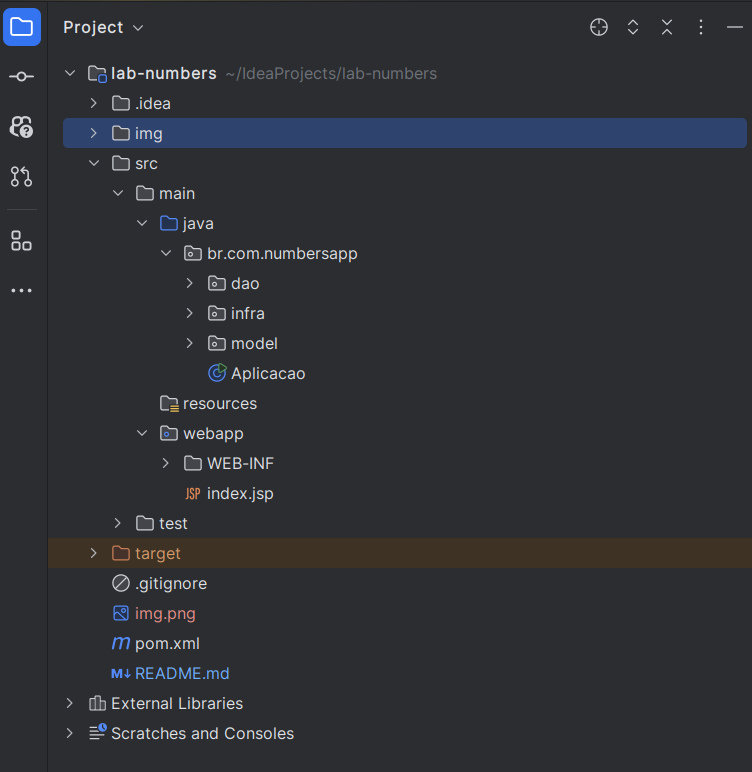 Project
lab-numbers ~/IdeaProjects/lab-numbers
.idea
img
src
main
java
br.com.numbersapp
dao
infra
model
Aplicacao
resources
webapp
WEB-INF
JSP index.jsp
test
target
.gitignore
img.png
m pom.xml
M↓ README.md
External Libraries
Scratches and Consoles